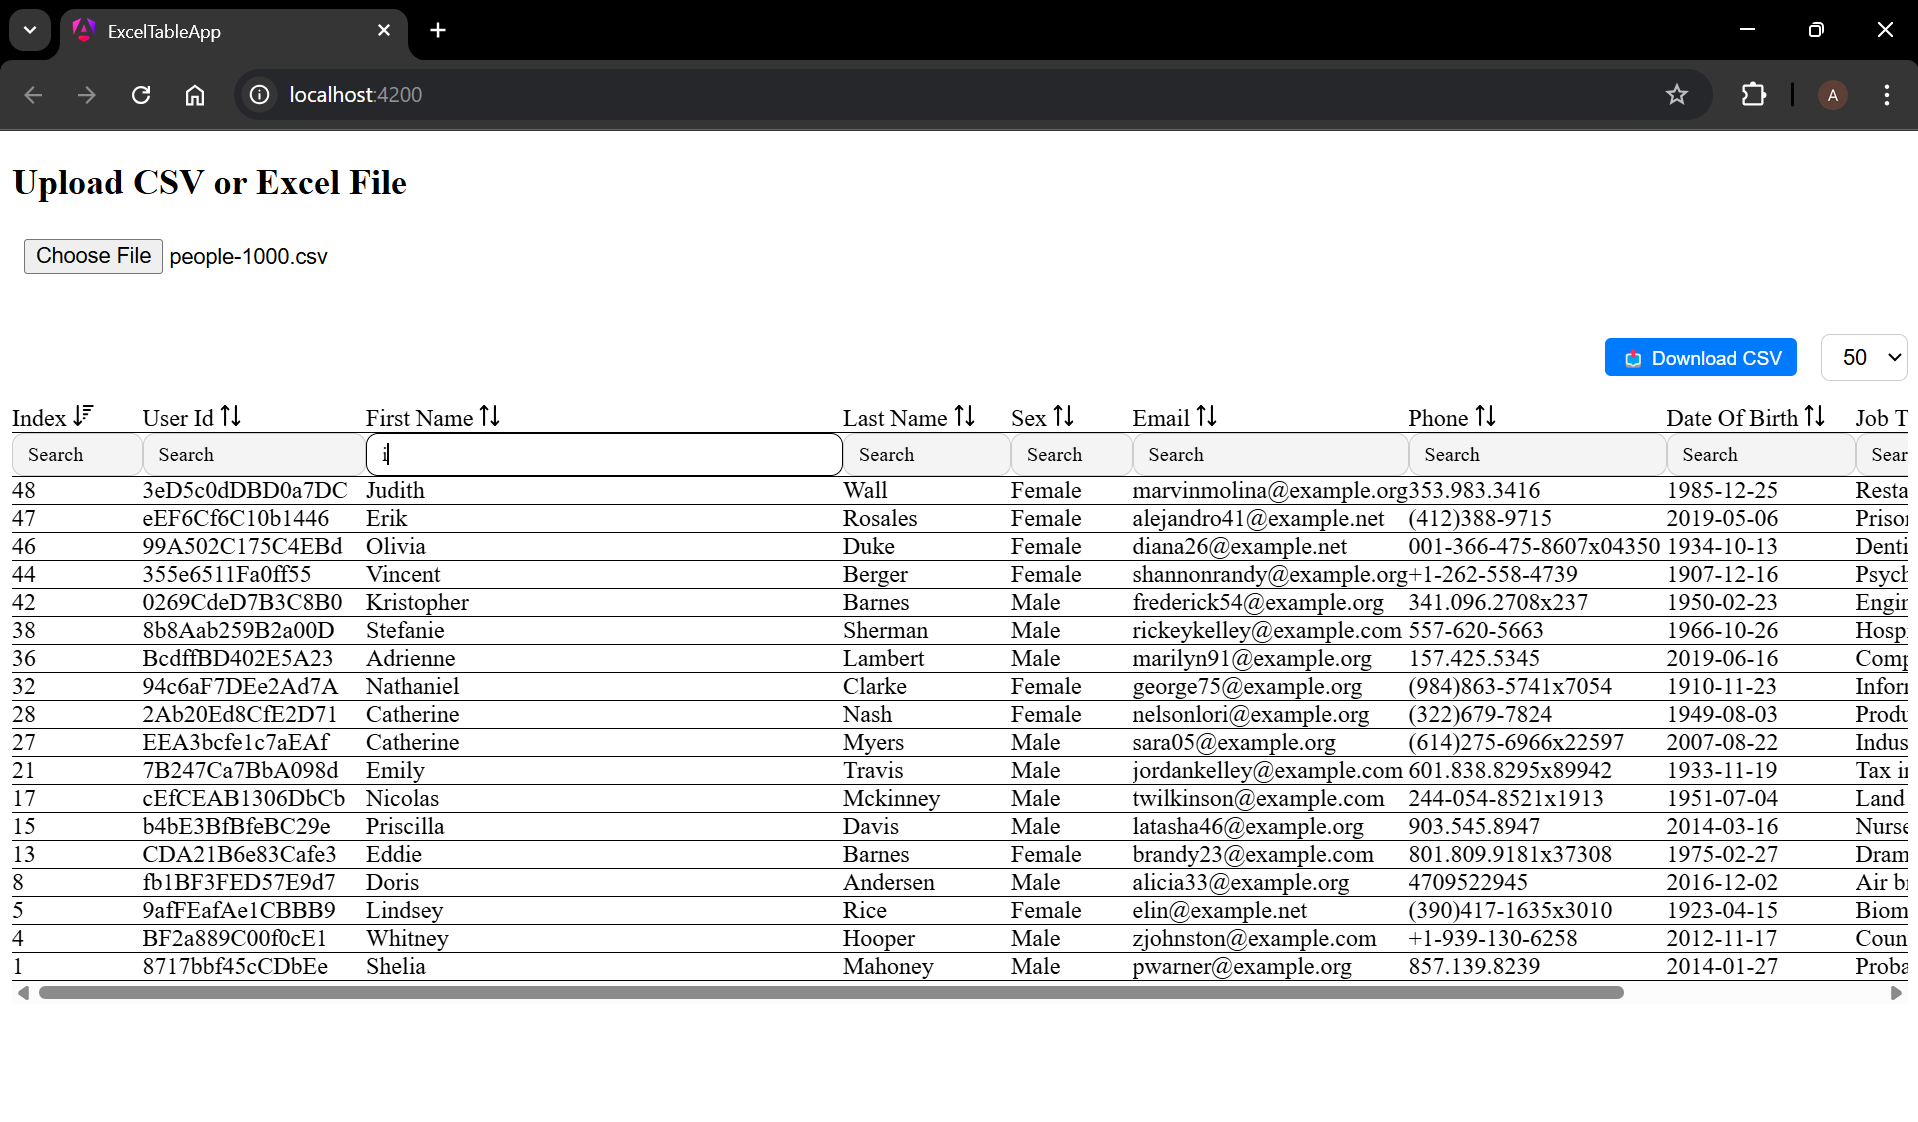 ExcelTableApp
localhost:4200
A
Upload CSV or Excel File
Choose File people-1000.csv
Download CSV 50
Index User Id First Name Last Name Sex Email Phone Date Of Birth Job T
Search Search i Search Search Search Search Search Sear
48 3eD5c0dDBD0a7DC Judith Wall Female marvinmolina@example.org 353.983.3416 1985-12-25 Resta
47 eEF6Cf6C10b1446 Erik Rosales Female alejandro41@example.net (412)388-9715 2019-05-06 Prison
46 99A502C175C4EBd Olivia Duke Female diana26@example.net 001-366-475-8607x04350 1934-10-13 Denti
44 355e6511Fa0ff55 Vincent Berger Female shannonrandy@example.org +1-262-558-4739 1907-12-16 Psych
42 0269CdeD7B3C8B0 Kristopher Barnes Male frederick54@example.org 341.096.2708x237 1950-02-23 Engin
38 8b8Aab259B2a00D Stefanie Sherman Male rickeykelley@example.com 557-620-5663 1966-10-26 Hosp
36 BcdffBD402E5A23 Adrienne Lambert Male marilyn91@example.org 157.425.5345 2019-06-16 Comp
32 94c6aF7DEe2Ad7A Nathaniel Clarke Female george75@example.org (984)863-5741x7054 1910-11-23 Infor
28 2Ab20Ed8CfE2D71 Catherine Nash Female nelsonlori@example.org (322)679-7824 1949-08-03 Produ
27 EEA3bcfe1c7aEAf Catherine Myers Male sara05@example.org (614)275-6966x22597 2007-08-22 Indus
21 7B247Ca7BbA098d Emily Travis Male jordankelley@example.com 601.838.8295x89942 1933-11-19 Tax i
17 cEfCEAB1306DbCb Nicolas Mckinney Male twilkinson@example.com 244-054-8521x1913 1951-07-04 Land
15 b4bE3BfBfeBC29e Priscilla Davis Male latasha46@example.org 903.545.8947 2014-03-16 Nurse
13 CDA21B6e83Cafe3 Eddie Barnes Female brandy23@example.com 801.809.9181x37308 1975-02-27 Dram
8 fb1BF3FED57E9d7 Doris Andersen Male alicia33@example.org 4709522945 2016-12-02 Air b
5 9afFEafAe1CBBB9 Lindsey Rice Female elin@example.net (390)417-1635x3010 1923-04-15 Biom
4 BF2a889C00f0cE1 Whitney Hooper Male zjohnston@example.com +1-939-130-6258 2012-11-17 Coun
1 8717bbf45cCDbEe Shelia Mahoney Male pwarner@example.org 857.139.8239 2014-01-27 Proba